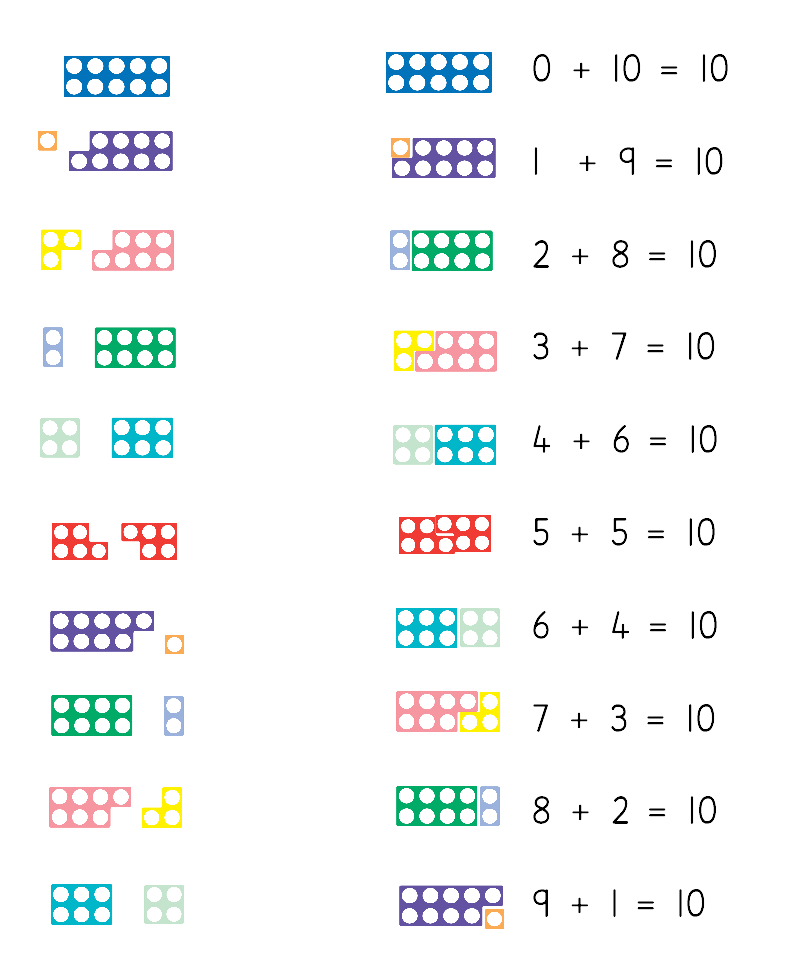 0 + 10 = 10
1 + 9 = 10
2 + 8 = 10
3 + 7 = 10
4 + 6 = 10
5 + 5 = 10
6 + 4 = 10
7 + 3 = 10
8 + 2 = 10
9 + 1 = 10